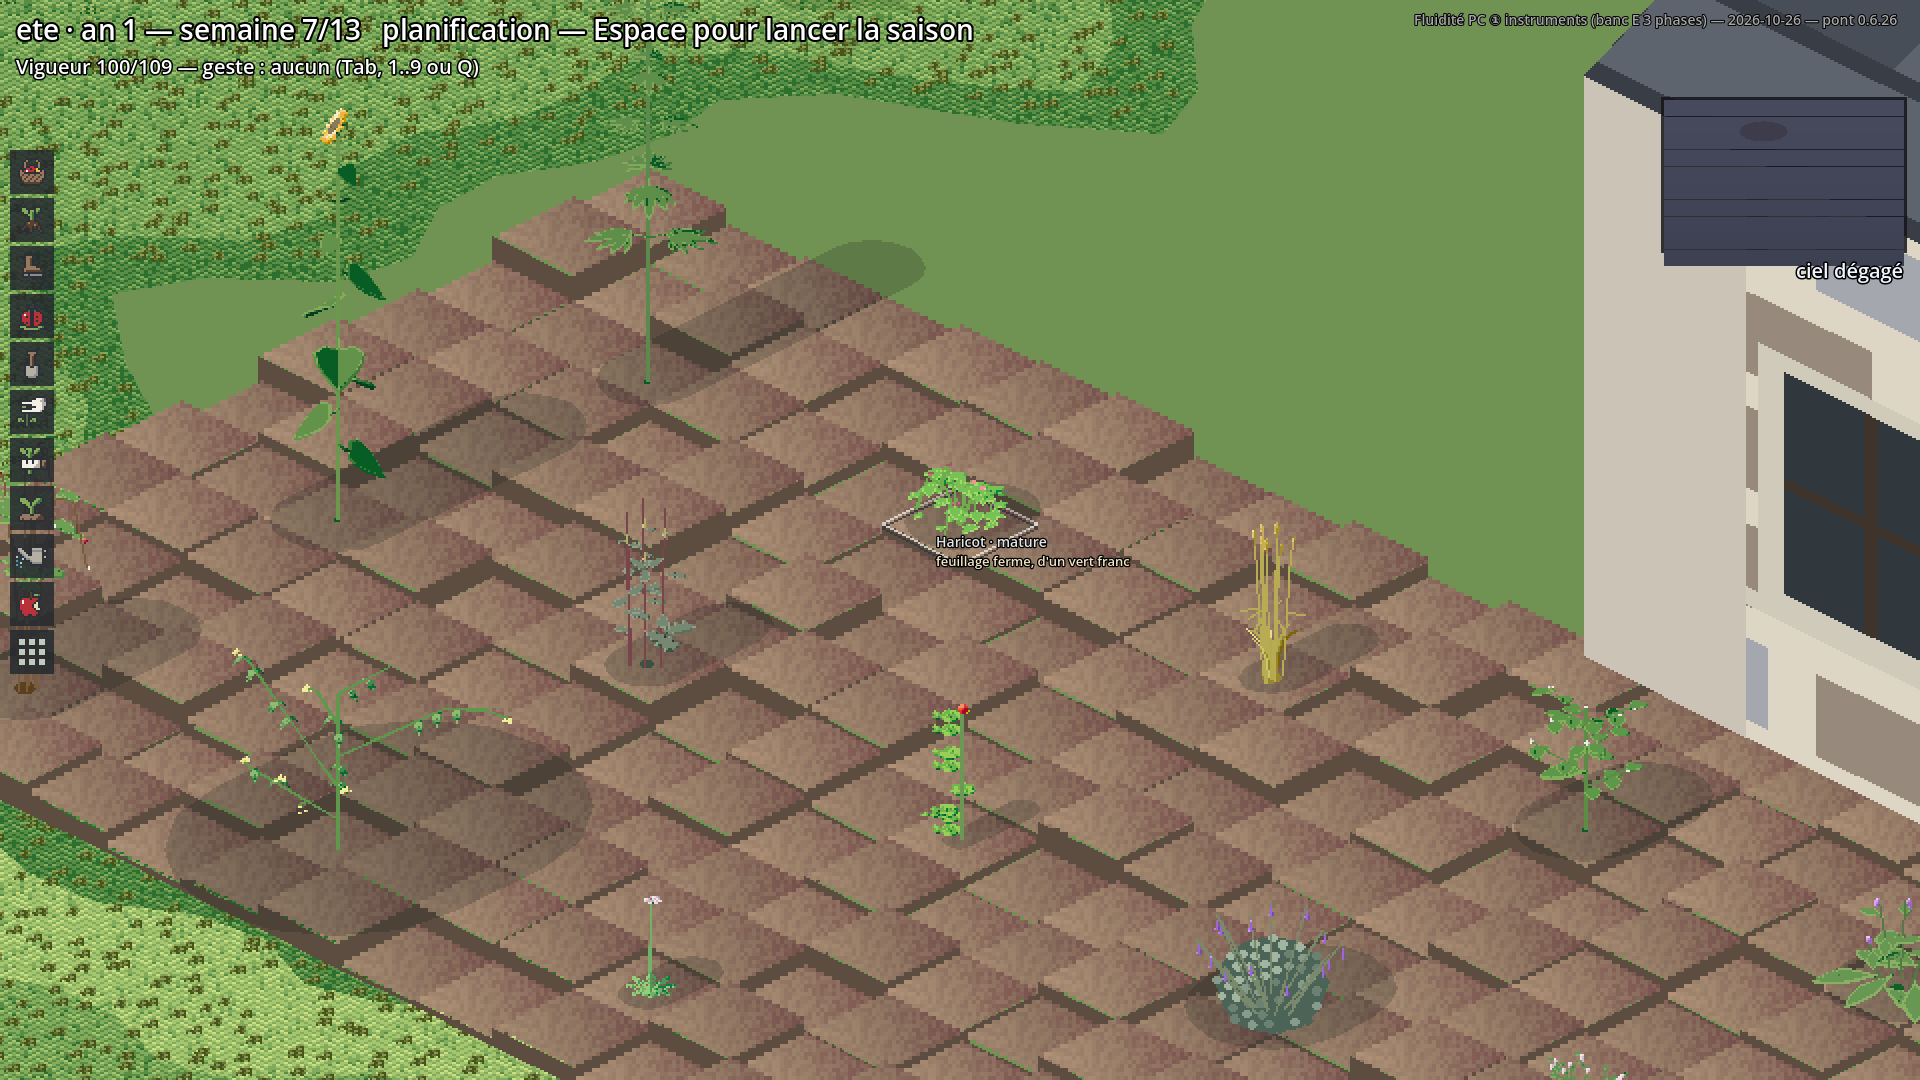 ete · an 1 — semaine 7/13   planification — Espace pour lancer la saison
Fluidité PC ① instruments (banc E 3 phases) — 2026-10-26 — pont 0.6.26
Vigueur 100/109 — geste : aucun (Tab, 1..9 ou Q)
ciel dégagé
Haricot · mature
feuillage ferme, d'un vert franc